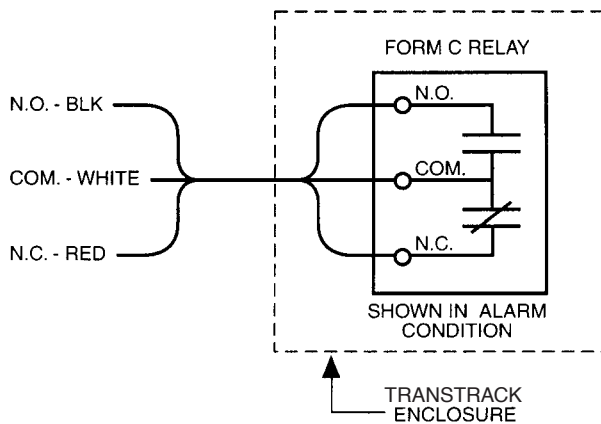 FORM C RELAY
N.O. - BLK
N.O.
COM. - WHITE
COM.
N.C. - RED
N.C.
SHOWN IN ALARM
CONDITION
TRANSTRACK
ENCLOSURE